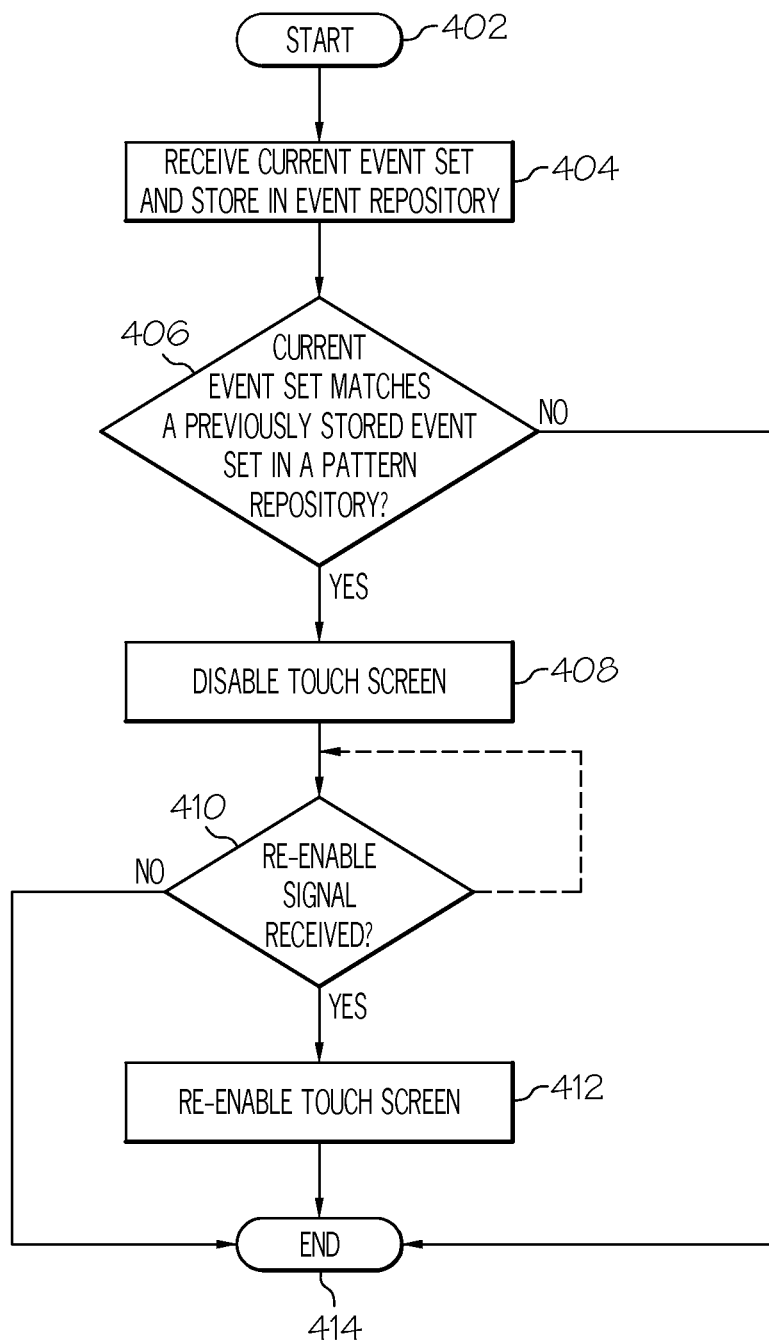 START
402
RECEIVE CURRENT EVENT SET
AND STORE IN EVENT REPOSITORY
404
406
CURRENT
EVENT SET MATCHES
A PREVIOUSLY STORED EVENT
SET IN A PATTERN
REPOSITORY?
NO
YES
DISABLE TOUCH SCREEN
408
410
NO
RE-ENABLE
SIGNAL
RECEIVED?
YES
RE-ENABLE TOUCH SCREEN
412
END
414